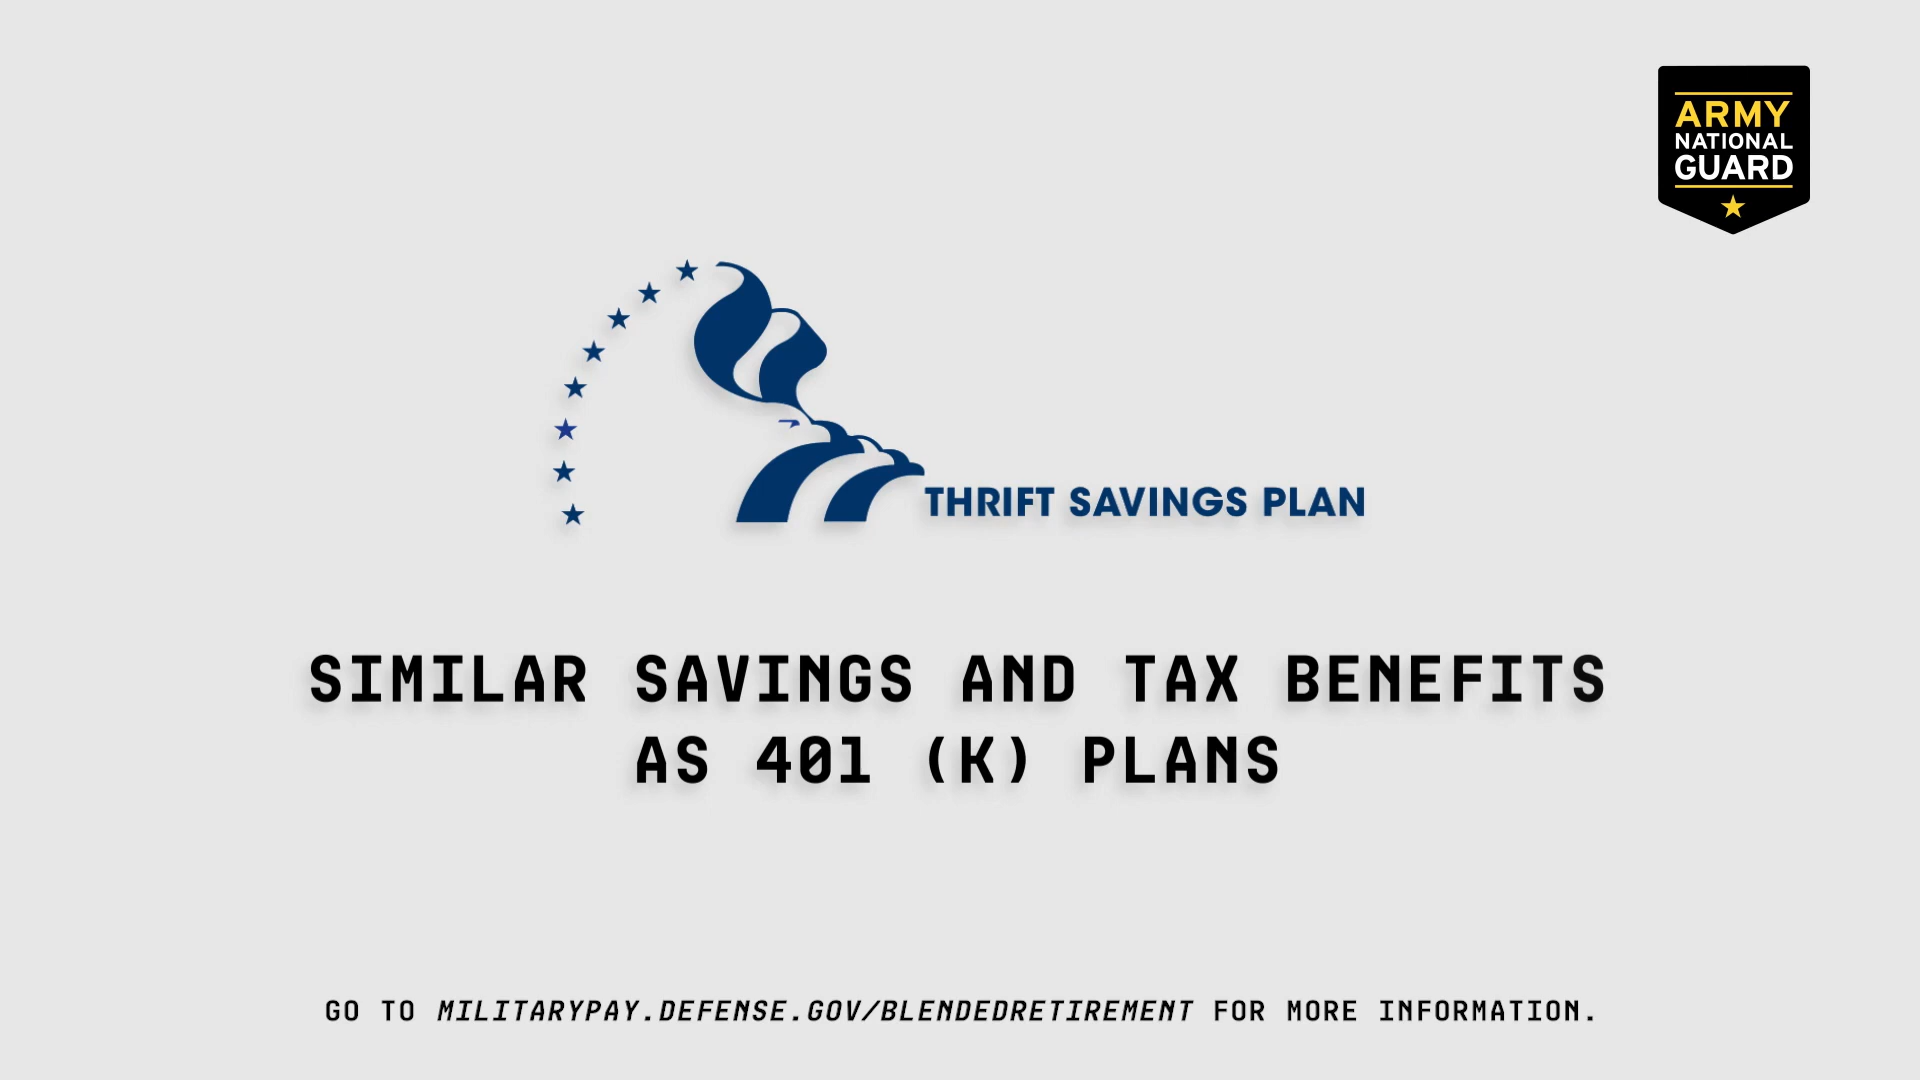 ARMY
NATIONAL
GUARD
THRIFT SAVINGS PLAN
SIMILAR SAVINGS AND TAX BENEFITS
AS 401 (K) PLANS
GO TO MILITARYPAY.DEFENSE.GOV/BLENDEDRETIREMENT FOR MORE INFORMATION.